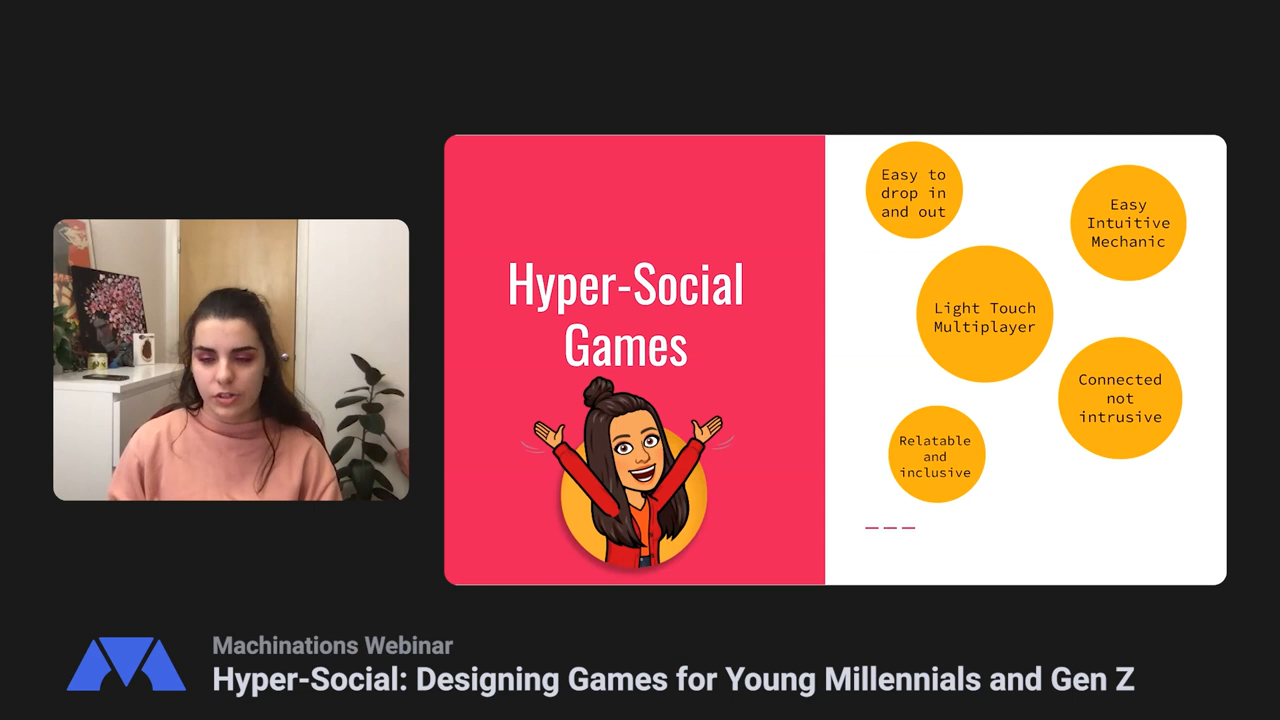 Hyper-Social
Games
Easy to
drop in
and out
Easy
Intuitive
Mechanic
Light Touch
Multiplayer
Connected
not
intrusive
Relatable
and
inclusive
Machinations Webinar
Hyper-Social: Designing Games for Young Millennials and Gen Z